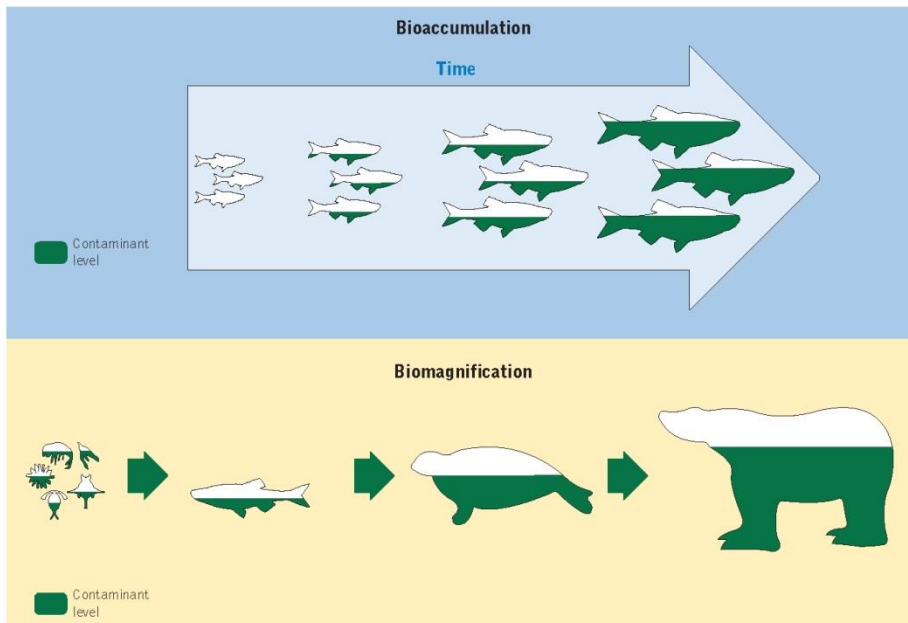 Bioaccumulation
Time
Contaminant
level
Biomagnification
Contaminant
level